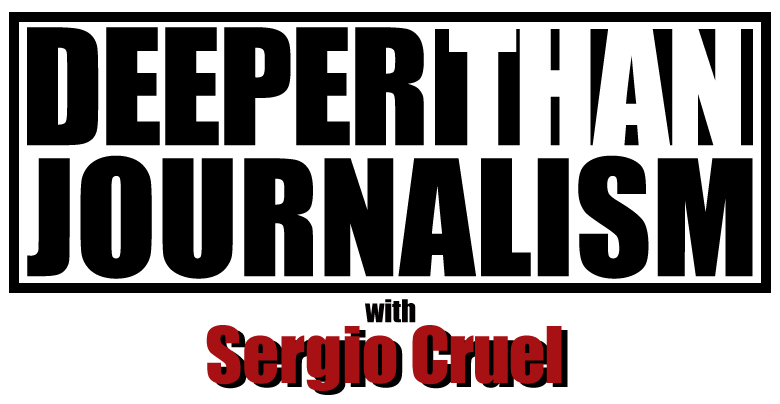 DEEPER THAN
JOURNALISM
with
Sergio Cruel